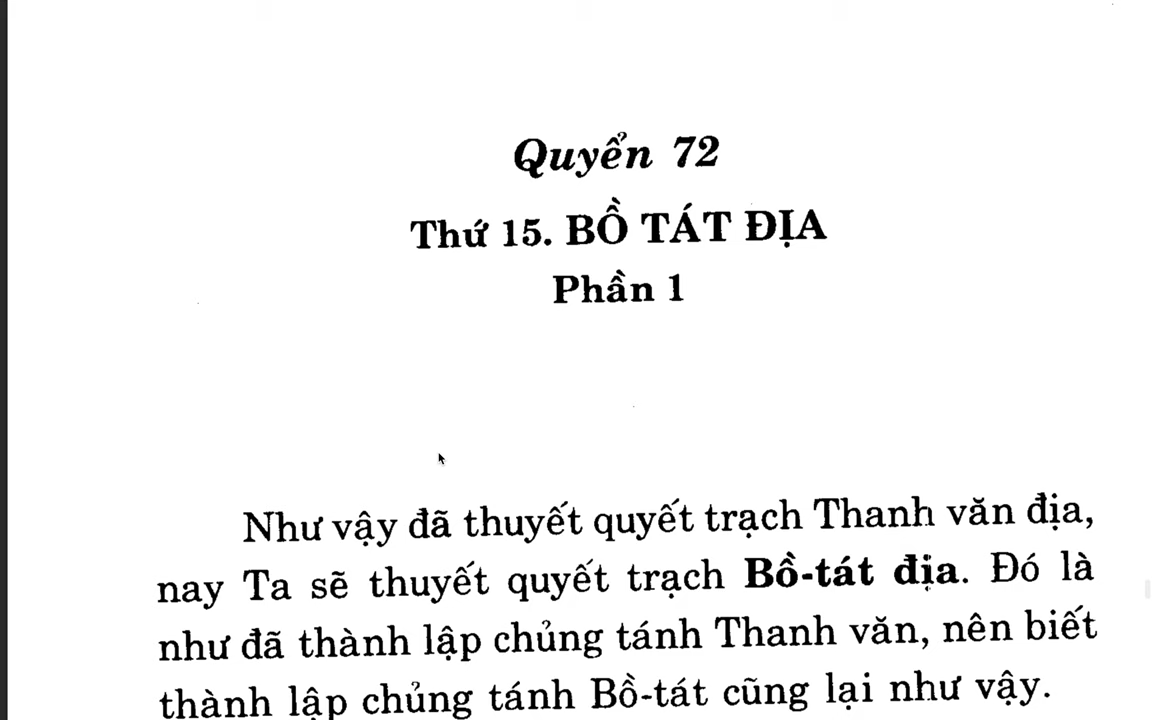 Quyển 72
Thứ 15. BỒ TÁT ĐỊA
Phần 1
Như vậy đã thuyết quyết trạch Thanh văn địa,
nay Ta sẽ thuyết quyết trạch Bồ-tát địa. Đó là
như đã thành lập chủng tánh Thanh văn, nên biết
thành lập chủng tánh Bồ-tát cũng lại như vậy.